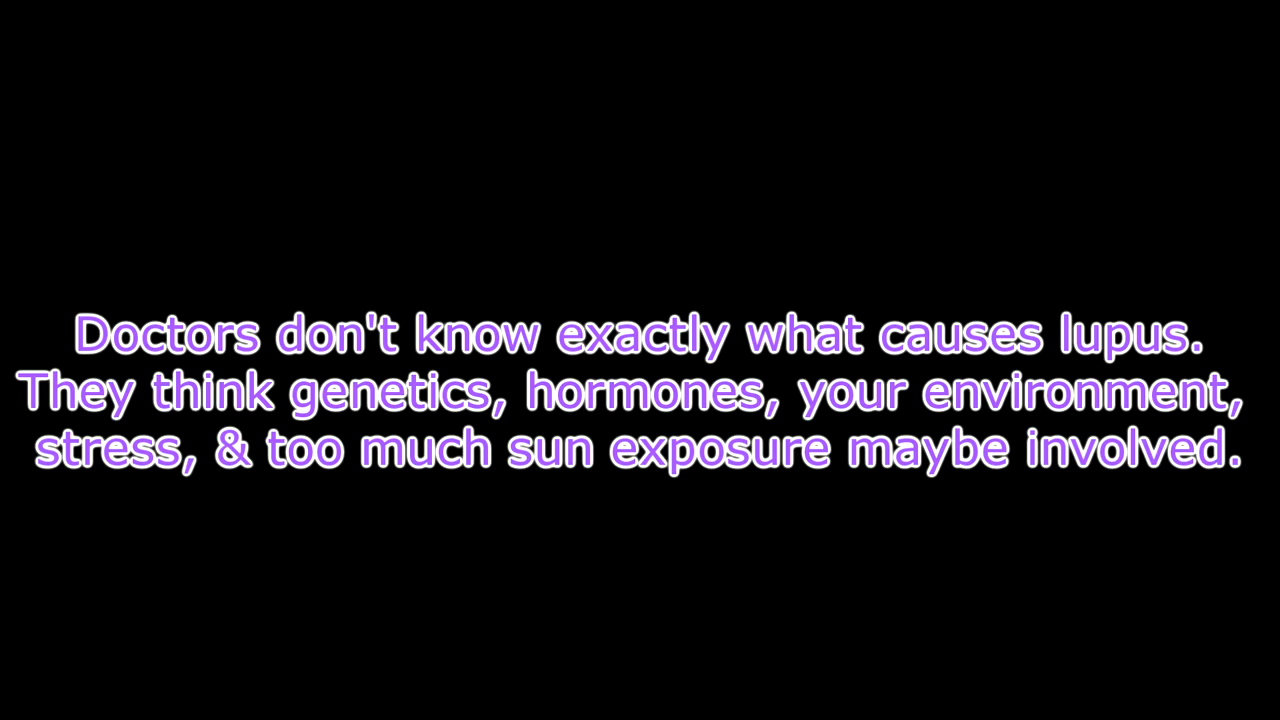 Doctors don't know exactly what causes lupus.
They think genetics, hormones, your environment,
stress, & too much sun exposure maybe involved.